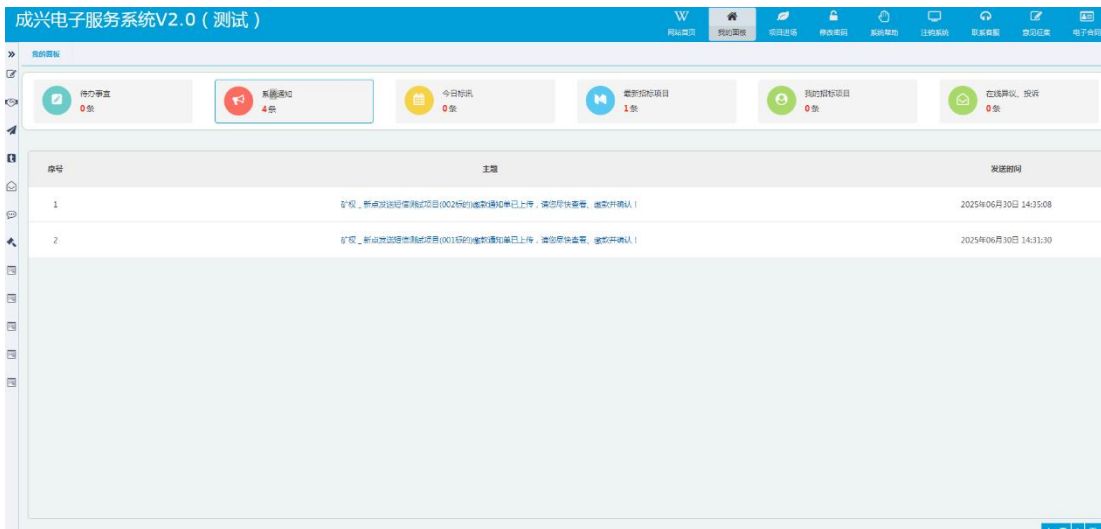 成兴电子服务系统V2.0（测试）
网站首页 我的面板 项目进场 修改密码 系统帮助 注销系统 联系客服 意见征集 电子合同
我的面板
待办事宜 系统通知 今日标讯 最新招标项目 我的招标项目 在线异议、投诉
0条 4条 0条 1条 0条 0条
序号 主题 发送时间
1 矿权_新点发送短信测试项目(002标的)缴款通知单已上传，请您尽快查看、缴款并确认！ 2025年06月30日 14:35:08
2 矿权_新点发送短信测试项目(001标的)缴款通知单已上传，请您尽快查看、缴款并确认！ 2025年06月30日 14:31:30